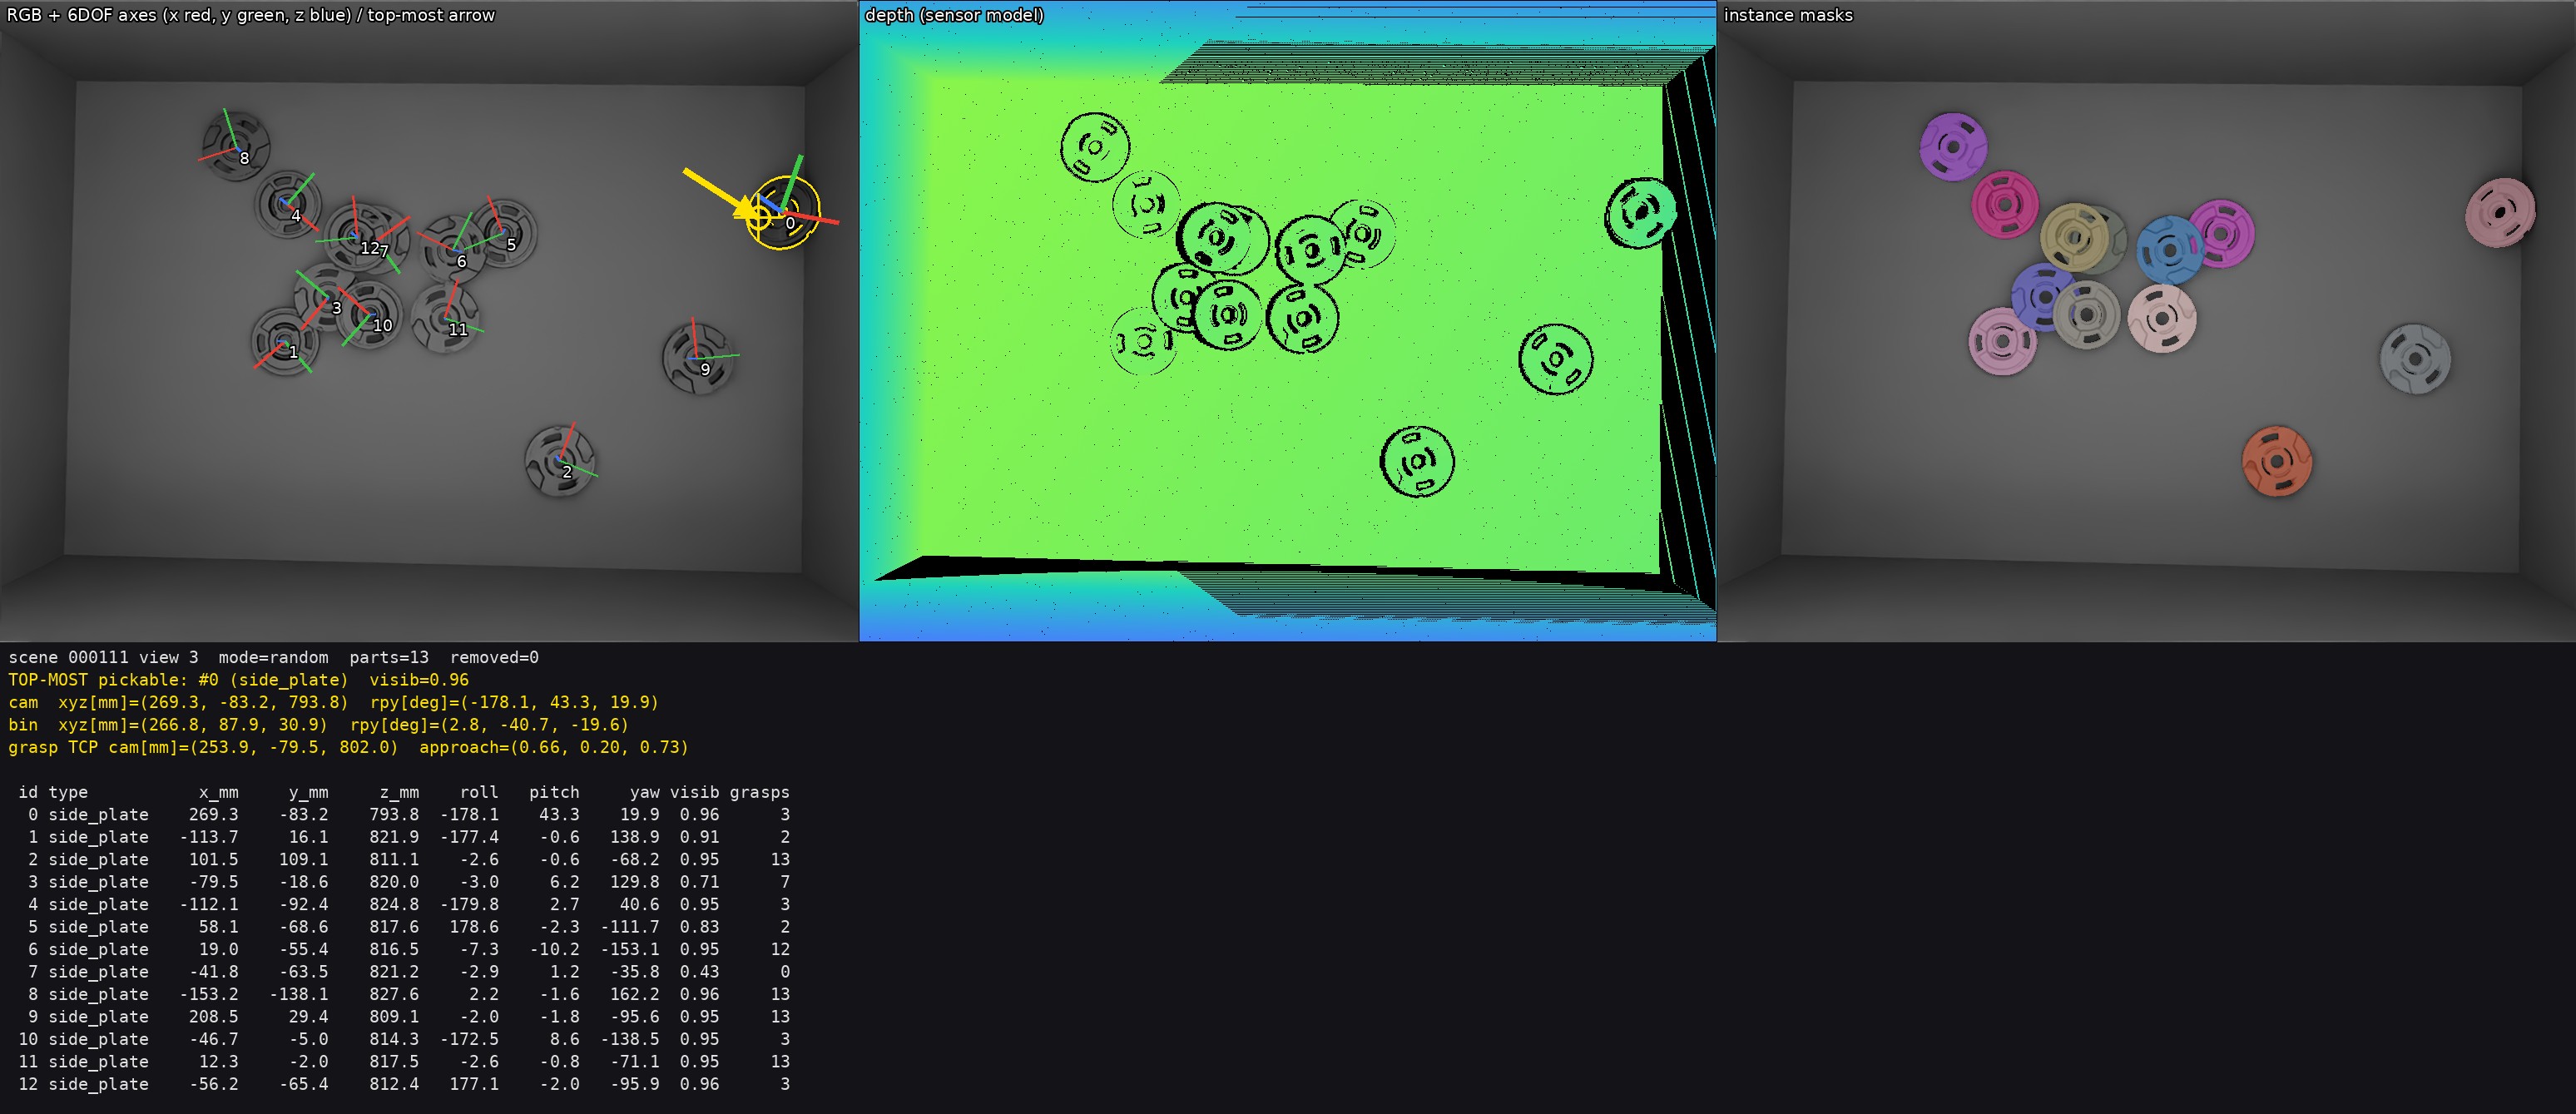 RGB + 6DOF axes (x red, y green, z blue) / top-most arrow
depth (sensor model)
instance masks
8
4
12
7
5
6
0
3
10
11
1
9
2
scene 000111 view 3  mode=random  parts=13  removed=0
TOP-MOST pickable: #0 (side_plate)  visib=0.96
cam  xyz[mm]=(269.3, -83.2, 793.8)  rpy[deg]=(-178.1, 43.3, 19.9)
bin  xyz[mm]=(266.8, 87.9, 30.9)  rpy[deg]=(2.8, -40.7, -19.6)
grasp TCP cam[mm]=(253.9, -79.5, 802.0)  approach=(0.66, 0.20, 0.73)
id type x_mm y_mm z_mm roll pitch yaw visib grasps
0 side_plate 269.3 -83.2 793.8 -178.1 43.3 19.9 0.96 3
1 side_plate -113.7 16.1 821.9 -177.4 -0.6 138.9 0.91 2
2 side_plate 101.5 109.1 811.1 -2.6 -0.6 -68.2 0.95 13
3 side_plate -79.5 -18.6 820.0 -3.0 6.2 129.8 0.71 7
4 side_plate -112.1 -92.4 824.8 -179.8 2.7 40.6 0.95 3
5 side_plate 58.1 -68.6 817.6 178.6 -2.3 -111.7 0.83 2
6 side_plate 19.0 -55.4 816.5 -7.3 -10.2 -153.1 0.95 12
7 side_plate -41.8 -63.5 821.2 -2.9 1.2 -35.8 0.43 0
8 side_plate -153.2 -138.1 827.6 2.2 -1.6 162.2 0.96 13
9 side_plate 208.5 29.4 809.1 -2.0 -1.8 -95.6 0.95 13
10 side_plate -46.7 -5.0 814.3 -172.5 8.6 -138.5 0.95 3
11 side_plate 12.3 -2.0 817.5 -2.6 -0.8 -71.1 0.95 13
12 side_plate -56.2 -65.4 812.4 177.1 -2.0 -95.9 0.96 3